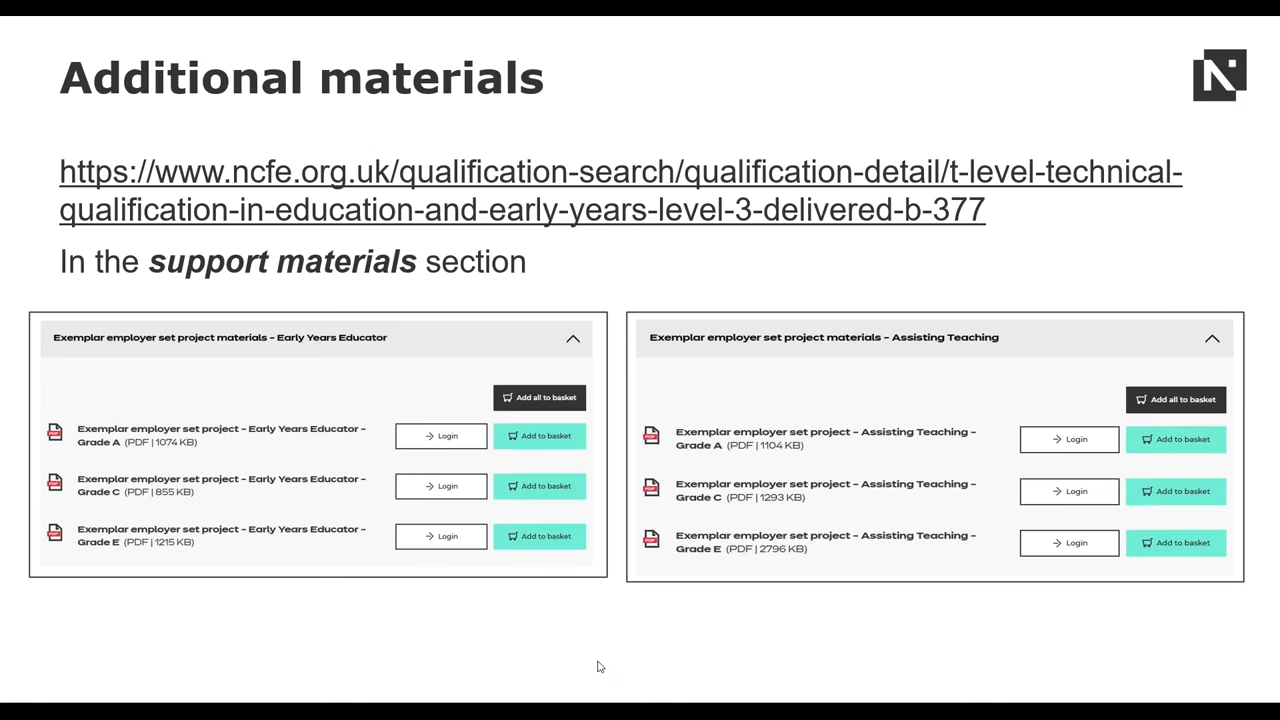 Additional materials
https://www.ncfe.org.uk/qualification-search/qualification-detail/t-level-technical-
qualification-in-education-and-early-years-level-3-delivered-b-377
In the support materials section
Exemplar employer set project materials – Early Years Educator
Add all to basket
Exemplar employer set project – Early Years Educator –
Grade A (PDF | 1074 KB)
Login
Add to basket
Exemplar employer set project – Early Years Educator –
Grade C (PDF | 855 KB)
Login
Add to basket
Exemplar employer set project – Early Years Educator –
Grade E (PDF | 1215 KB)
Login
Add to basket
Exemplar employer set project materials – Assisting Teaching
Add all to basket
Exemplar employer set project – Assisting Teaching –
Grade A (PDF | 1104 KB)
Login
Add to basket
Exemplar employer set project – Assisting Teaching –
Grade C (PDF | 1293 KB)
Login
Add to basket
Exemplar employer set project – Assisting Teaching –
Grade E (PDF | 2796 KB)
Login
Add to basket